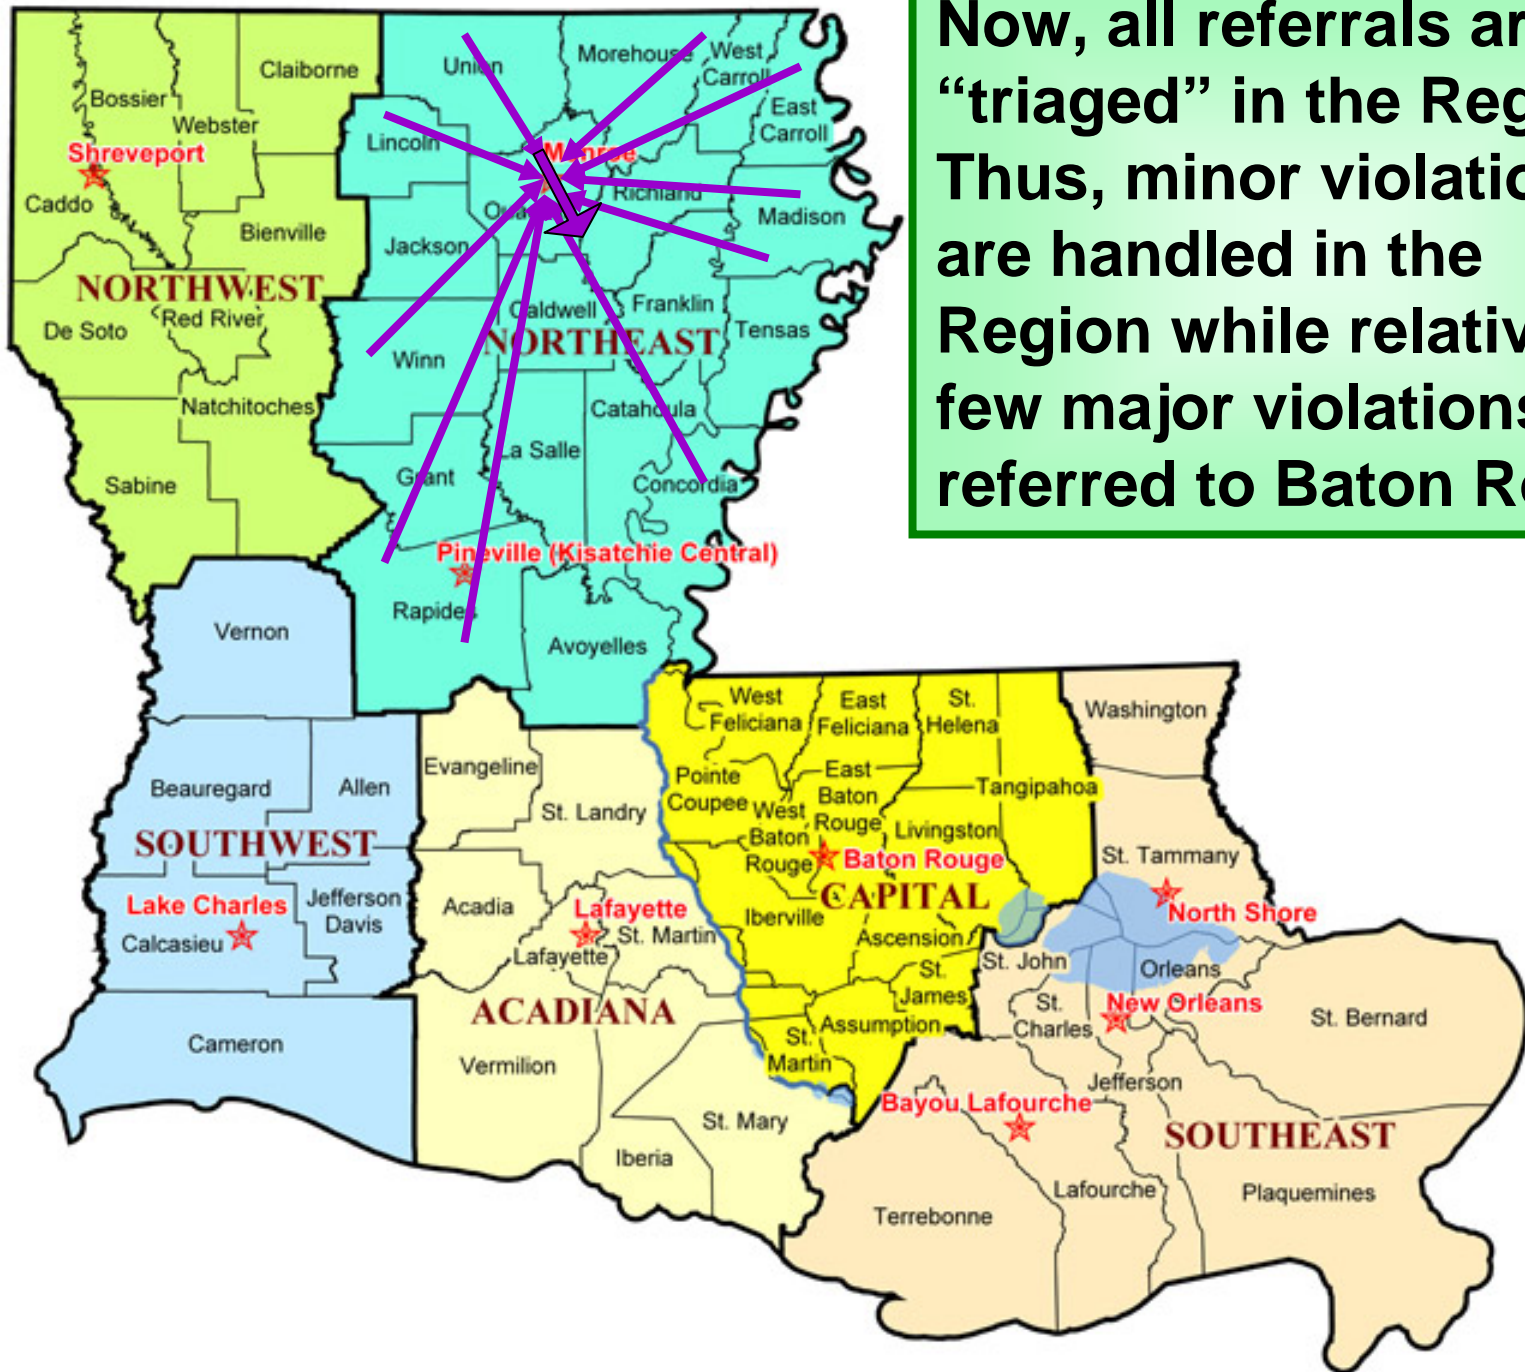 Now, all referrals ar
“triaged” in the Reg
Thus, minor violatio
are handled in the
Region while relativ
few major violations
referred to Baton Ro
Union
Morehouse
West
Carroll
East
Carroll
Claiborne
Bossier
Webster
Lincoln
Shreveport
Monroe
Caddo
Richland
Madison
Bienville
Jackson
NORTHWEST
Caldwell
Franklin
De Soto
Red River
NORTHEAST
Tensas
Winn
Natchitoches
Catahoula
La Salle
Grant
Sabine
Concordia
Pineville (Kisatchie Central)
Rapides
Vernon
Avoyelles
West
Feliciana
East
Feliciana
St.
Helena
Washington
Evangeline
Pointe
Coupee
East
Baton
Rouge
Tangipahoa
Beauregard
Allen
St. Landry
West
Baton
Rouge
Livingston
SOUTHWEST
Baton Rouge
St. Tammany
CAPITAL
Lake Charles
Jefferson
Davis
Acadia
Lafayette
Iberville
North Shore
Calcasieu
St. Martin
Ascension
Lafayette
St. John
Orleans
St.
James
ACADIANA
St.
Charles
New Orleans
Assumption
St. Bernard
St.
Martin
Cameron
Vermilion
Jefferson
Bayou Lafourche
St. Mary
SOUTHEAST
Iberia
Lafourche
Plaquemines
Terrebonne